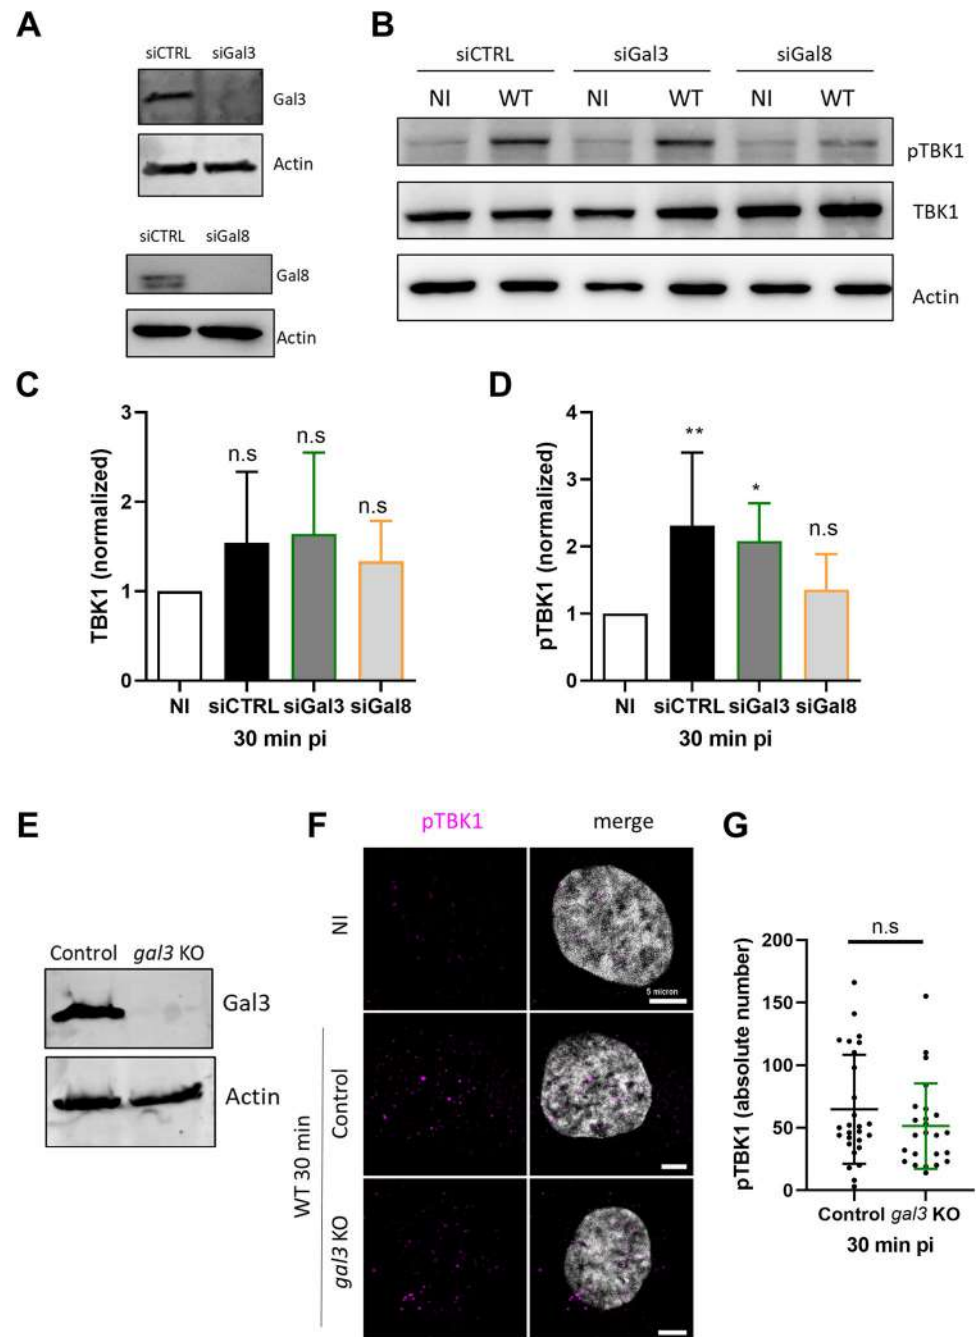 A
siCTRL siGal3
Gal3
Actin
siCTRL siGal8
Gal8
Actin
B
siCTRL siGal3 siGal8
NI WT NI WT NI WT
pTBK1
TBK1
Actin
C
TBK1 (normalized)
3
2
1
0
n.s
n.s
n.s
NI siCTRL siGal3 siGal8
30 min pi
D
pTBK1 (normalized)
4
3
2
1
0
**
*
n.s
NI siCTRL siGal3 siGal8
30 min pi
E
Control gal3 KO
Gal3
Actin
F
pTBK1 merge
NI
5 micron
WT 30 min
Control
gal3 KO
G
n.s
pTBK1 (absolute number)
200
150
100
50
0
Control gal3 KO
30 min pi